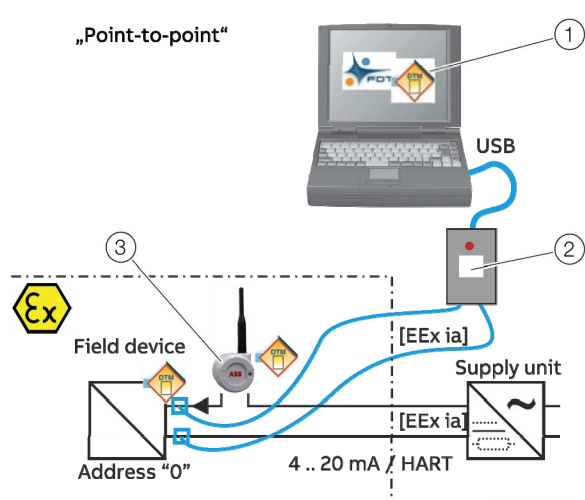 „Point-to-point“
1
FDT
DTM
USB
3
2
Ex
[EEx ia]
Field device
DTM
ABB
DTM
Supply unit
[EEx ia]
Address “0”
4 .. 20 mA / HART